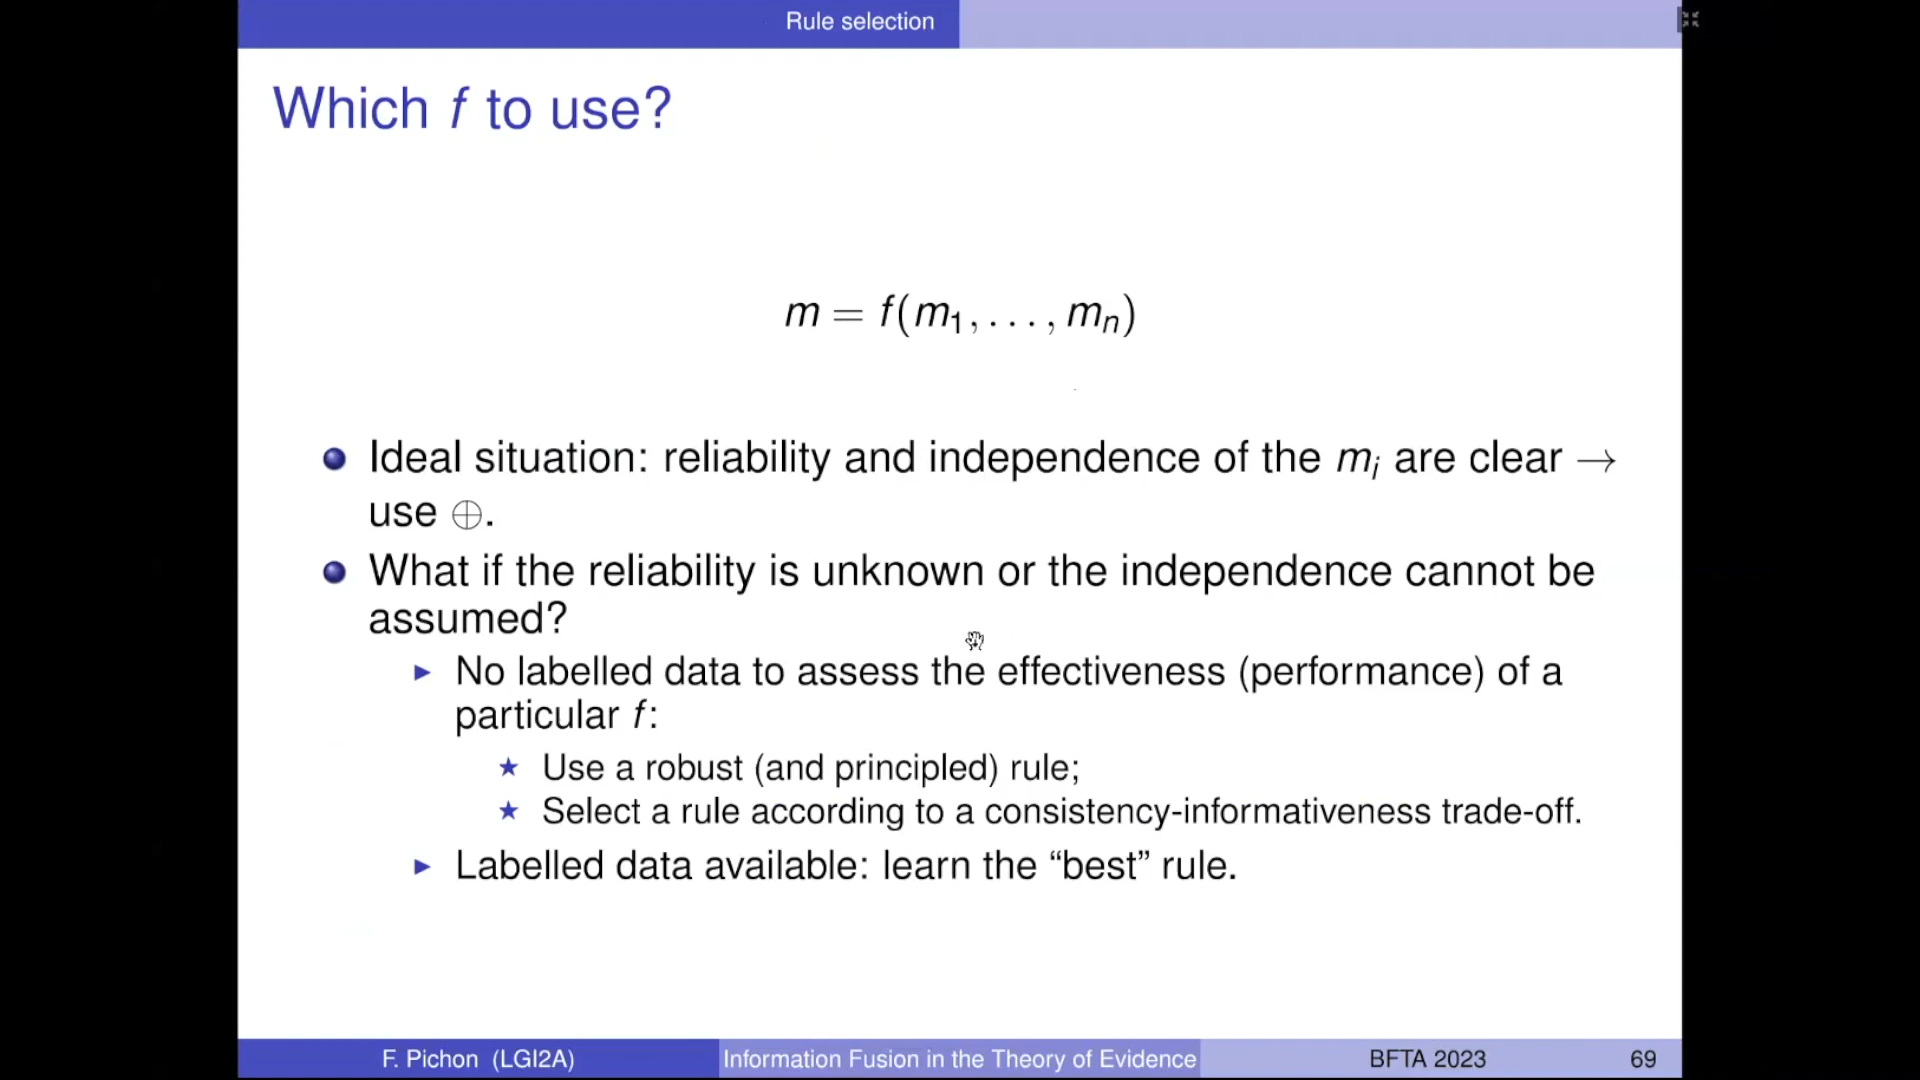 Rule selection
Which f to use?
m = f(m₁, . . . , mₙ)
Ideal situation: reliability and independence of the mᵢ are clear →
use ⊕.
What if the reliability is unknown or the independence cannot be
assumed?
No labelled data to assess the effectiveness (performance) of a
particular f:
Use a robust (and principled) rule;
Select a rule according to a consistency-informativeness trade-off.
Labelled data available: learn the “best” rule.
F. Pichon (LGI2A)
Information Fusion in the Theory of Evidence
BFTA 2023
69